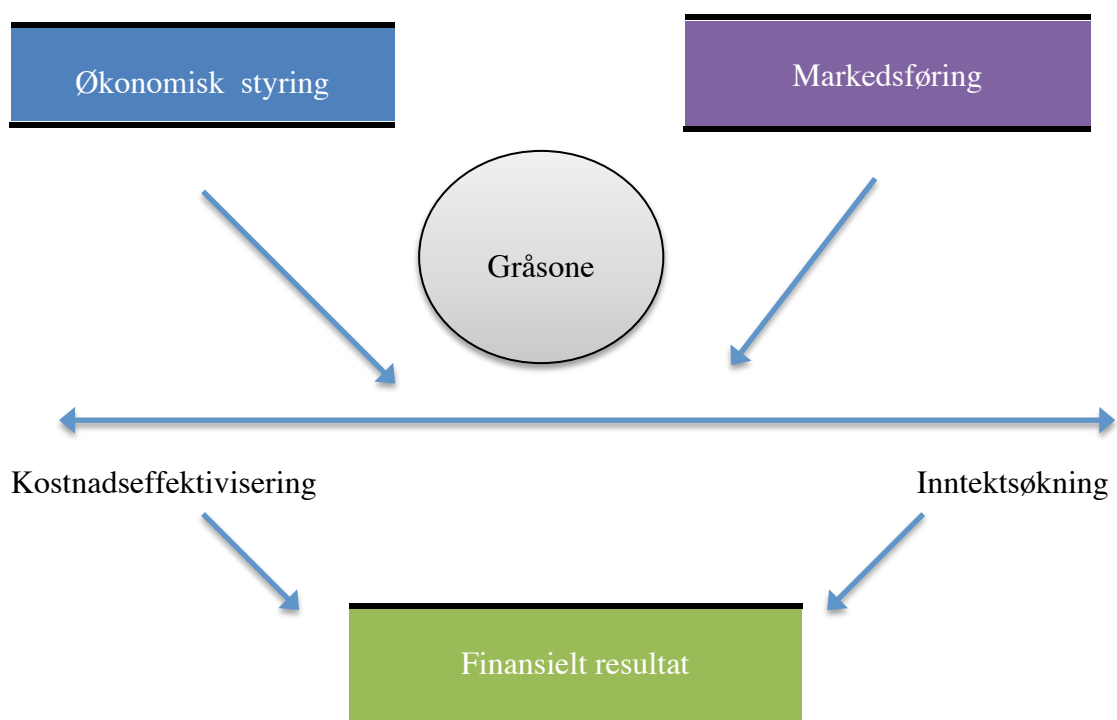 Økonomisk styring
Markedsføring
Gråsone
Kostnadseffektivisering
Inntektsøkning
Finansielt resultat